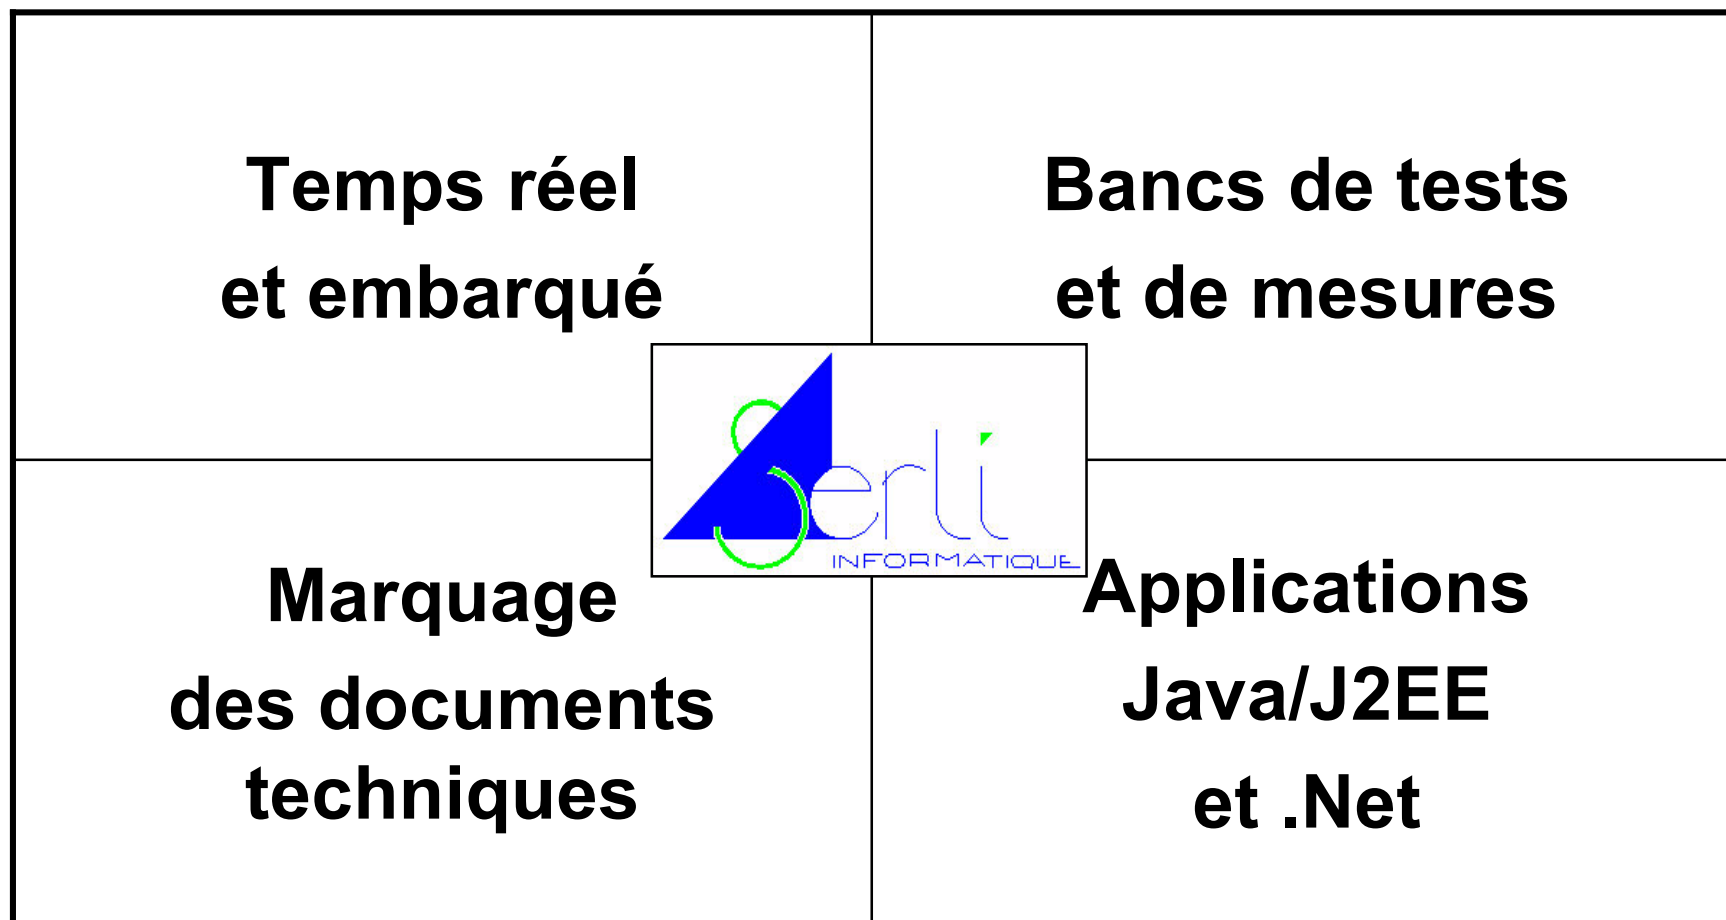 Temps réel
et embarqué
Bancs de tests
et de mesures
Serli
INFORMATIQUE
Marquage
des documents
techniques
Applications
Java/J2EE
et .Net